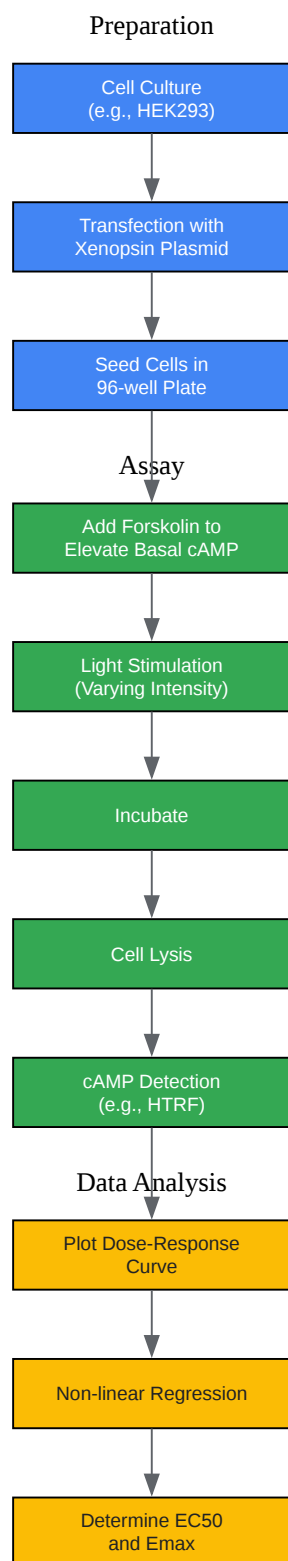 Preparation
Cell Culture
(e.g., HEK293)
Transfection with
Xenopsin Plasmid
Seed Cells in
96-well Plate
Assay
Add Forskolin to
Elevate Basal cAMP
Light Stimulation
(Varying Intensity)
Incubate
Cell Lysis
cAMP Detection
(e.g., HTRF)
Data Analysis
Plot Dose-Response
Curve
Non-linear Regression
Determine EC50
and Emax